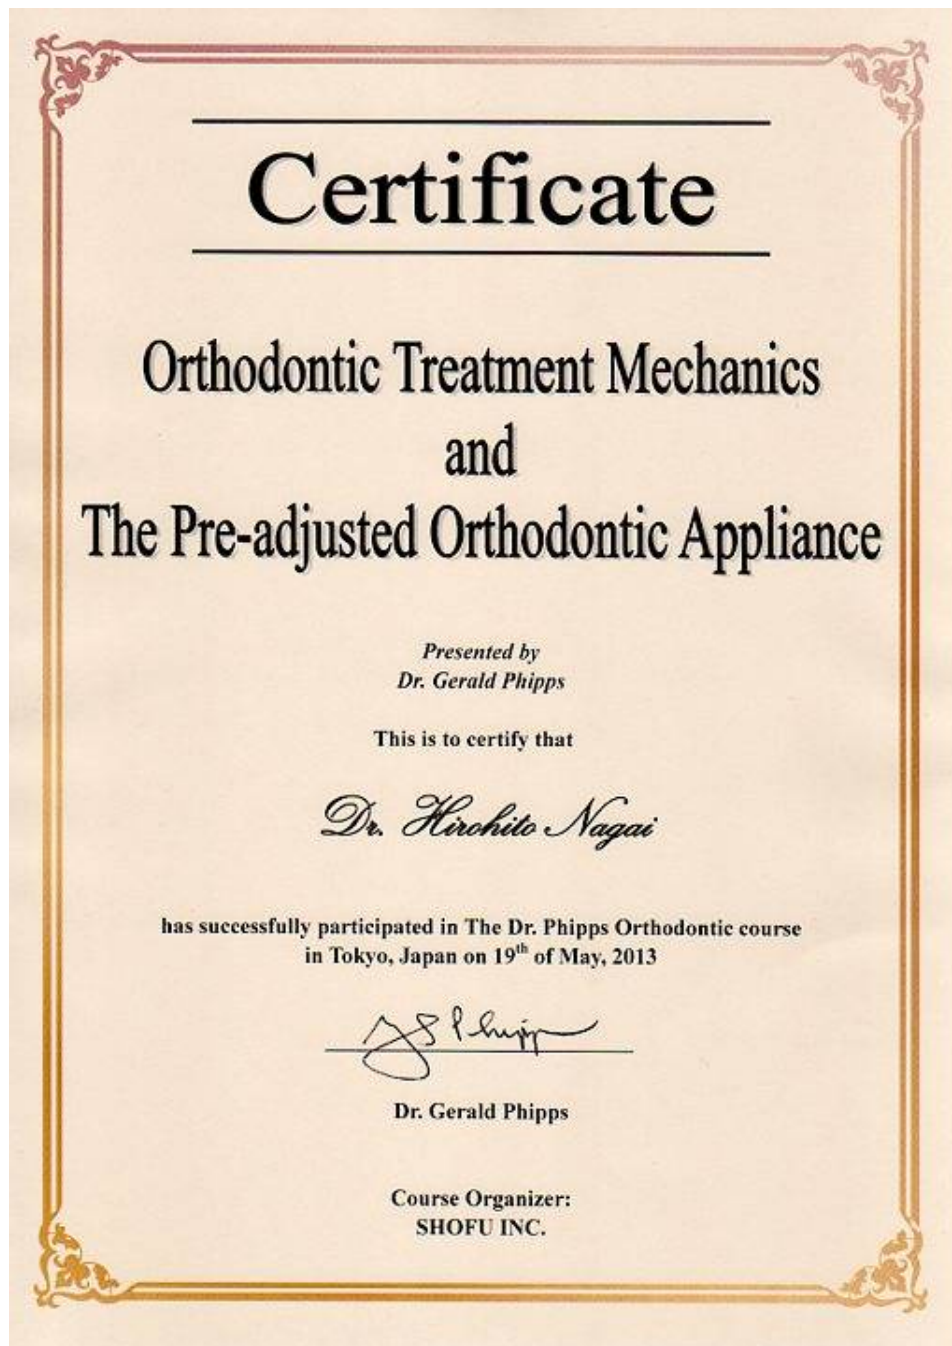 Certificate
Orthodontic Treatment Mechanics
and
The Pre-adjusted Orthodontic Appliance
Presented by
Dr. Gerald Phipps
This is to certify that
Dr. Hirohito Nagai
has successfully participated in The Dr. Phipps Orthodontic course
in Tokyo, Japan on 19th of May, 2013
JS Phipps
Dr. Gerald Phipps
Course Organizer:
SHOFU INC.